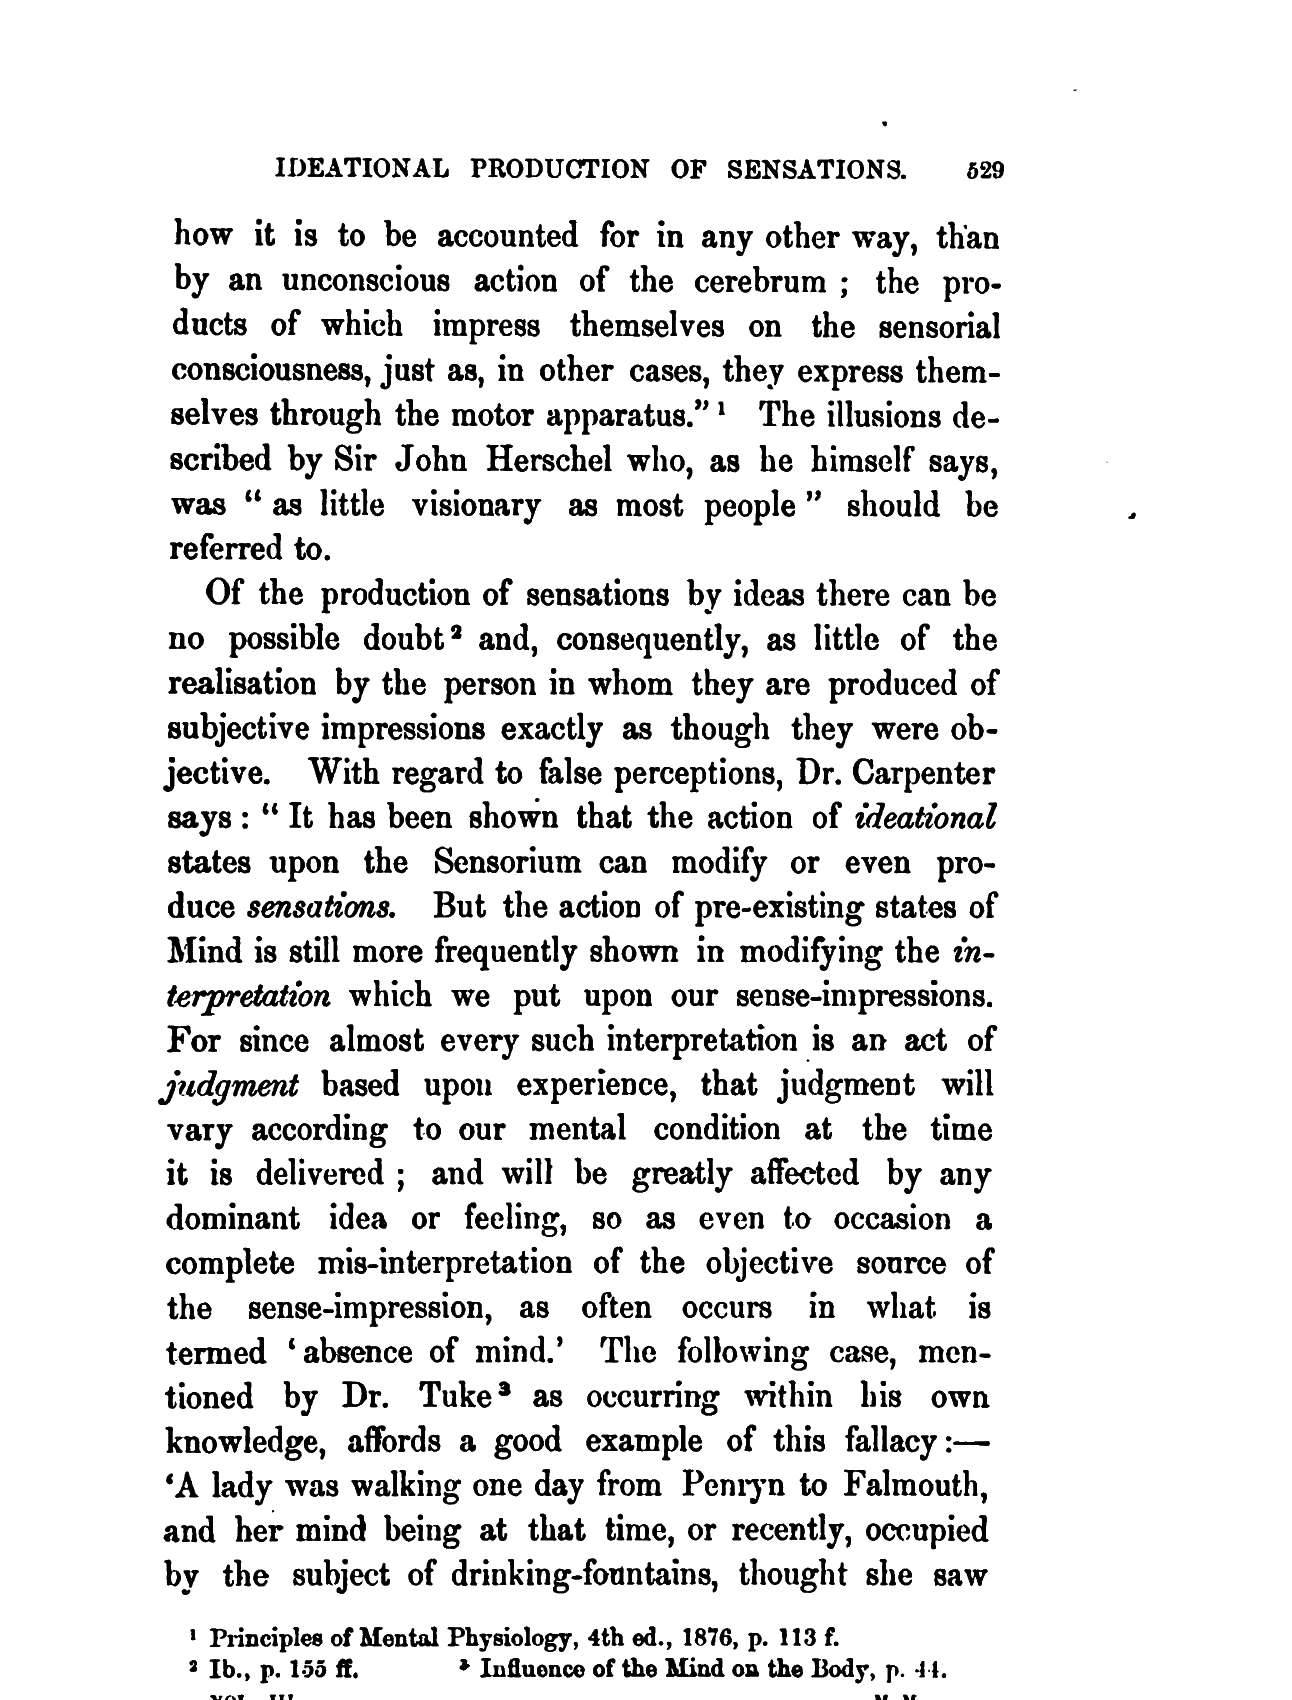 IDEATIONAL PRODUCTION OF SENSATIONS. 529
how it is to be accounted for in any other way, than
by an unconscious action of the cerebrum ; the pro-
ducts of which impress themselves on the sensorial
consciousness, just as, in other cases, they express them-
selves through the motor apparatus.” ¹ The illusions de-
scribed by Sir John Herschel who, as he himself says,
was “ as little visionary as most people ” should be
referred to.
Of the production of sensations by ideas there can be
no possible doubt ² and, consequently, as little of the
realisation by the person in whom they are produced of
subjective impressions exactly as though they were ob-
jective. With regard to false perceptions, Dr. Carpenter
says : “ It has been shown that the action of ideational
states upon the Sensorium can modify or even pro-
duce sensations. But the action of pre-existing states of
Mind is still more frequently shown in modifying the in-
terpretation which we put upon our sense-impressions.
For since almost every such interpretation is an act of
judgment based upon experience, that judgment will
vary according to our mental condition at the time
it is delivered ; and will be greatly affected by any
dominant idea or feeling, so as even to occasion a
complete mis-interpretation of the objective source of
the sense-impression, as often occurs in what is
termed ‘ absence of mind.’ The following case, men-
tioned by Dr. Tuke ³ as occurring within his own
knowledge, affords a good example of this fallacy :—
‘A lady was walking one day from Penryn to Falmouth,
and her mind being at that time, or recently, occupied
by the subject of drinking-fountains, thought she saw
¹ Principles of Mental Physiology, 4th ed., 1876, p. 113 f.
² Ib., p. 155 ff. ³ Influence of the Mind on the Body, p. 44.